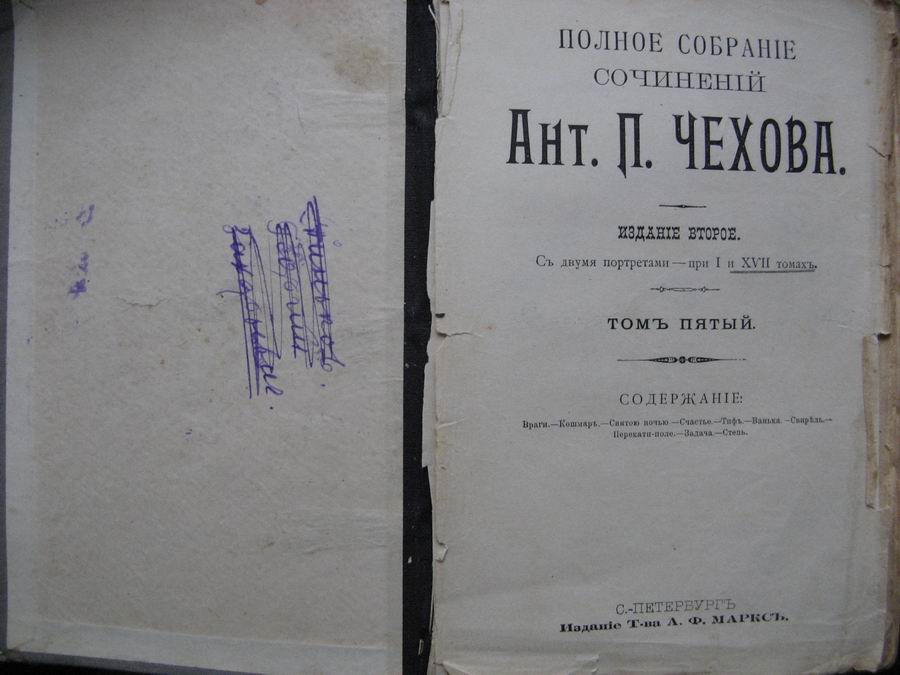 ПОЛНОЕ СОБРАНІЕ
СОЧИНЕНІЙ
Ант. П. ЧЕХОВА.
ИЗДАНІЕ ВТОРОЕ.
Съ двумя портретами—при I и XVII томахъ.
ТОМЪ ПЯТЫЙ.
СОДЕРЖАНІЕ:
Враги.—Кошмаръ.—Святою ночью—Счастье.—Тифъ.—Ванька.—Свирѣль.—
Перекати-поле.—Задача.—Степь.
С.-ПЕТЕРБУРГЪ
Изданіе Т-ва А. Ф. МАРКСЪ.